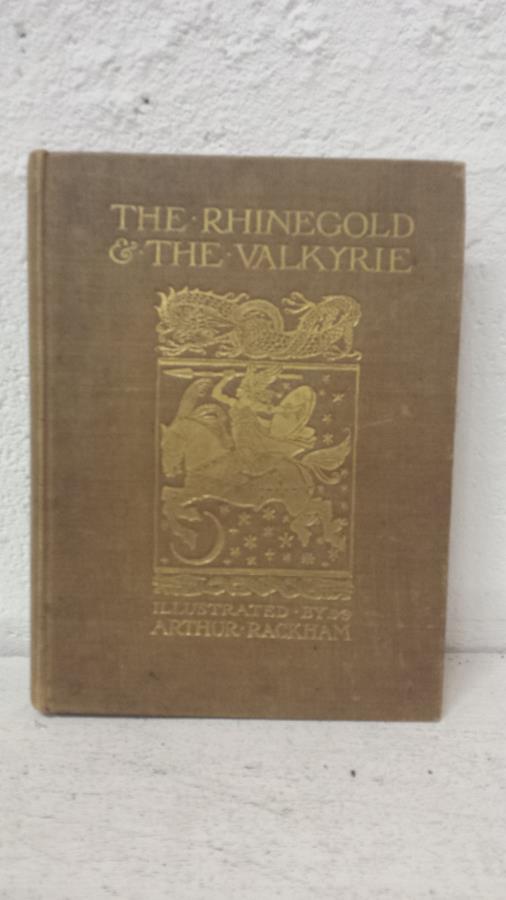 THE·RHINEGOLD
&·THE·VALKYRIE
ILLUSTRATED·BY
ARTHUR·RACKHAM